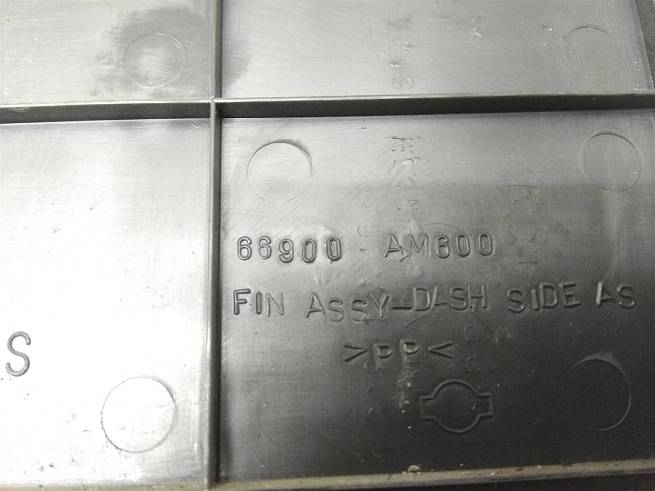 66900 AM600
FIN ASSY-DASH SIDE AS
>PP<
S